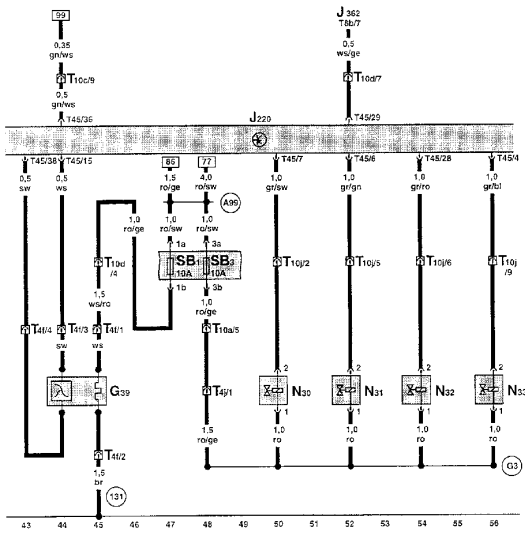 99
J 362
T8b/7
0,35
gn/ws
0,5
ws/ge
T10c/9
T10d/7
0,5
gn/ws
T45/36
J220
T45/29
T45/38 T45/15 86 77 T45/7 T45/6 T45/28 T45/4
0,5 0,5 1,5 4,0 1,0 1,0 1,0 1,0
sw ws ro/ge ro/sw gr/sw gr/gn gr/ro gr/bl
A99
1,0
ro/ge
1,0 1,0
ro/sw ro/sw
1a 3a
T10d
/4
SB1 SB3
10A 10A
T10j/2 T10j/5 T10j/6 T10j
/9
1b 3b
1,5
ws/ro
1,0
ro/ge
T4f/4 T4f/3 T4f/1 T10a/5
sw ws
2 2 2 2
G39 T4j/1 N30 N31 N32 N33
1 1 1 1
1,5
ro/ge
1,0 1,0 1,0 1,0
ro ro ro ro
T4f/2
G3
1,5
br
131
43 44 45 46 47 48 49 50 51 52 53 54 55 56